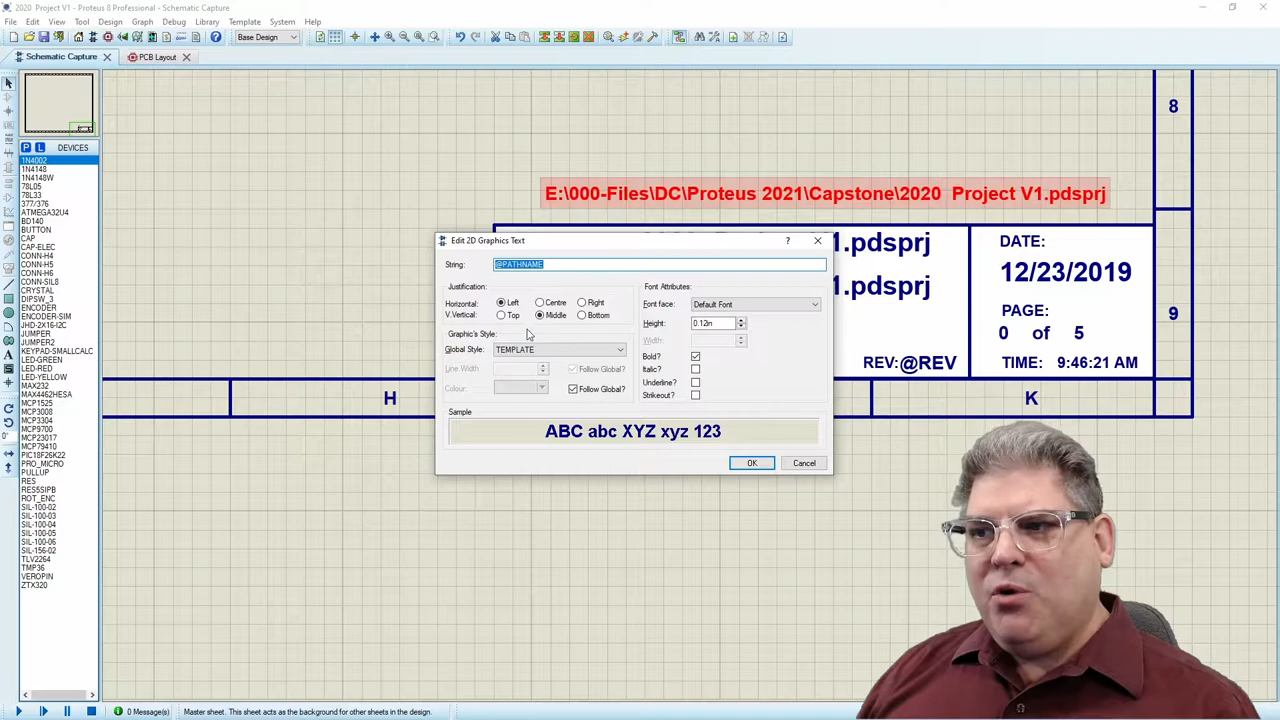 2020 Project V1 - Proteus 8 Professional - Schematic Capture
File Edit View Tool Design Graph Debug Library Template System Help
Base Design
Schematic Capture
PCB Layout
P L DEVICES
1N4002
1N4148
1N4148W
78L05
78L33
377/376
ATMEGA32U4
BD140
BUTTON
CAP
CAP-ELEC
CONN-H4
CONN-H5
CONN-H6
CONN-SIL8
CRYSTAL
DIPSW_3
ENCODER
ENCODER-SIM
JHD-2X16-I2C
JUMPER
JUMPER2
KEYPAD-SMALLCALC
LED-GREEN
LED-RED
LED-YELLOW
MAX232
MAX4462HESA
MCP1525
MCP3008
MCP3304
MCP9700
MCP23017
MCP79410
PIC18F26K22
PRO_MICRO
PULLUP
RES
RES5SIPB
ROT_ENC
SIL-100-02
SIL-100-03
SIL-100-04
SIL-100-05
SIL-100-06
SIL-156-02
TLV2264
TMP36
VEROPIN
ZTX320
8
E:\000-Files\DC\Proteus 2021\Capstone\2020  Project V1.pdsprj
1.pdsprj
1.pdsprj
DATE:
12/23/2019
PAGE:
0 of 5
REV:@REV
TIME: 9:46:21 AM
9
H
K
Edit 2D Graphics Text
? 
String: @PATHNAME
Justification:
Horizontal: Left Centre Right
V.Vertical: Top Middle Bottom
Graphic's Style:
Global Style: TEMPLATE
Line Width Follow Global?
Colour: Follow Global?
Font Attributes:
Font face: Default Font
Height: 0.12in
Width:
Bold?
Italic?
Underline?
Strikeout?
Sample
ABC abc XYZ xyz 123
OK Cancel
0 Message(s)
Master sheet. This sheet acts as the background for other sheets in the design.